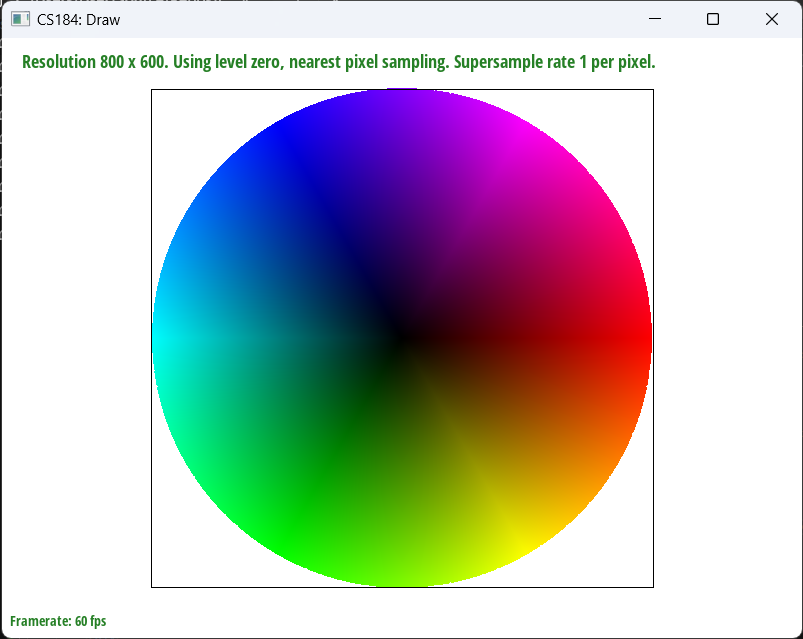 CS184: Draw
Resolution 800 x 600. Using level zero, nearest pixel sampling. Supersample rate 1 per pixel.
Framerate: 60 fps